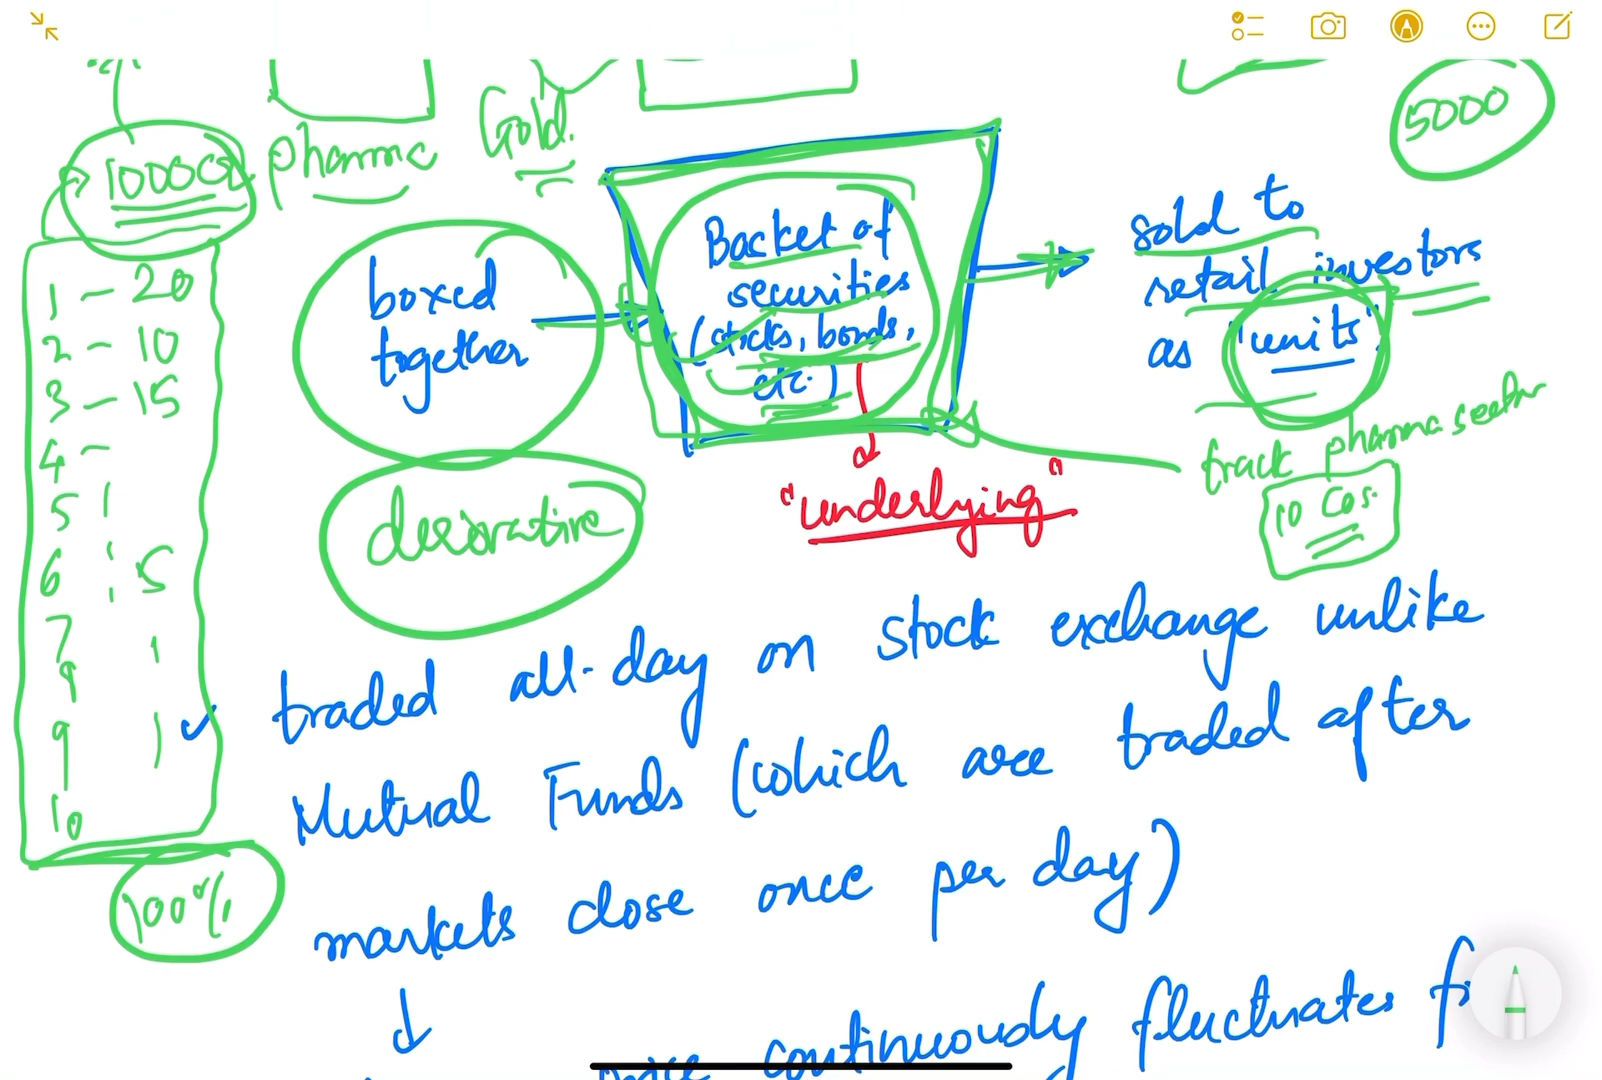 5000
100000
pharma
Gold.
1 - 20
2 - 10
3 - 15
4 -
5
6 5
7
9
10
100%
boxed
together
derivative
Basket of
securities
(stocks, bonds,
etc.)
"underlying"
sold to
retail investors
as "units"
track pharma sector
10 Cos.
traded all-day on stock exchange unlike
Mutual Funds (which are traded after
markets close once per day)
price continuously fluctuates